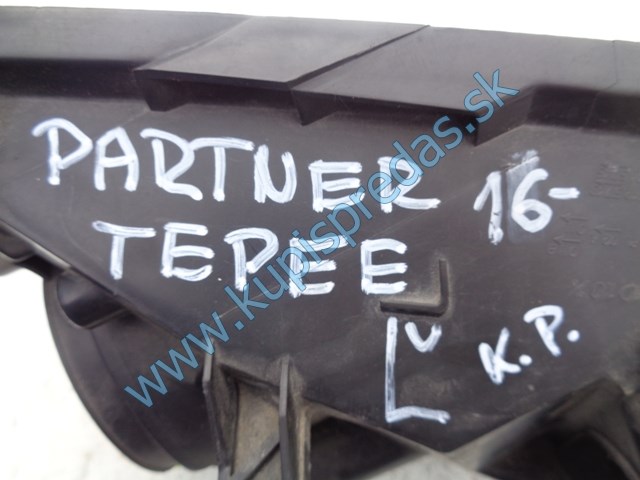 PARTNER 16-
TEPEE
Ľ K.P.
www.kupispredas.sk